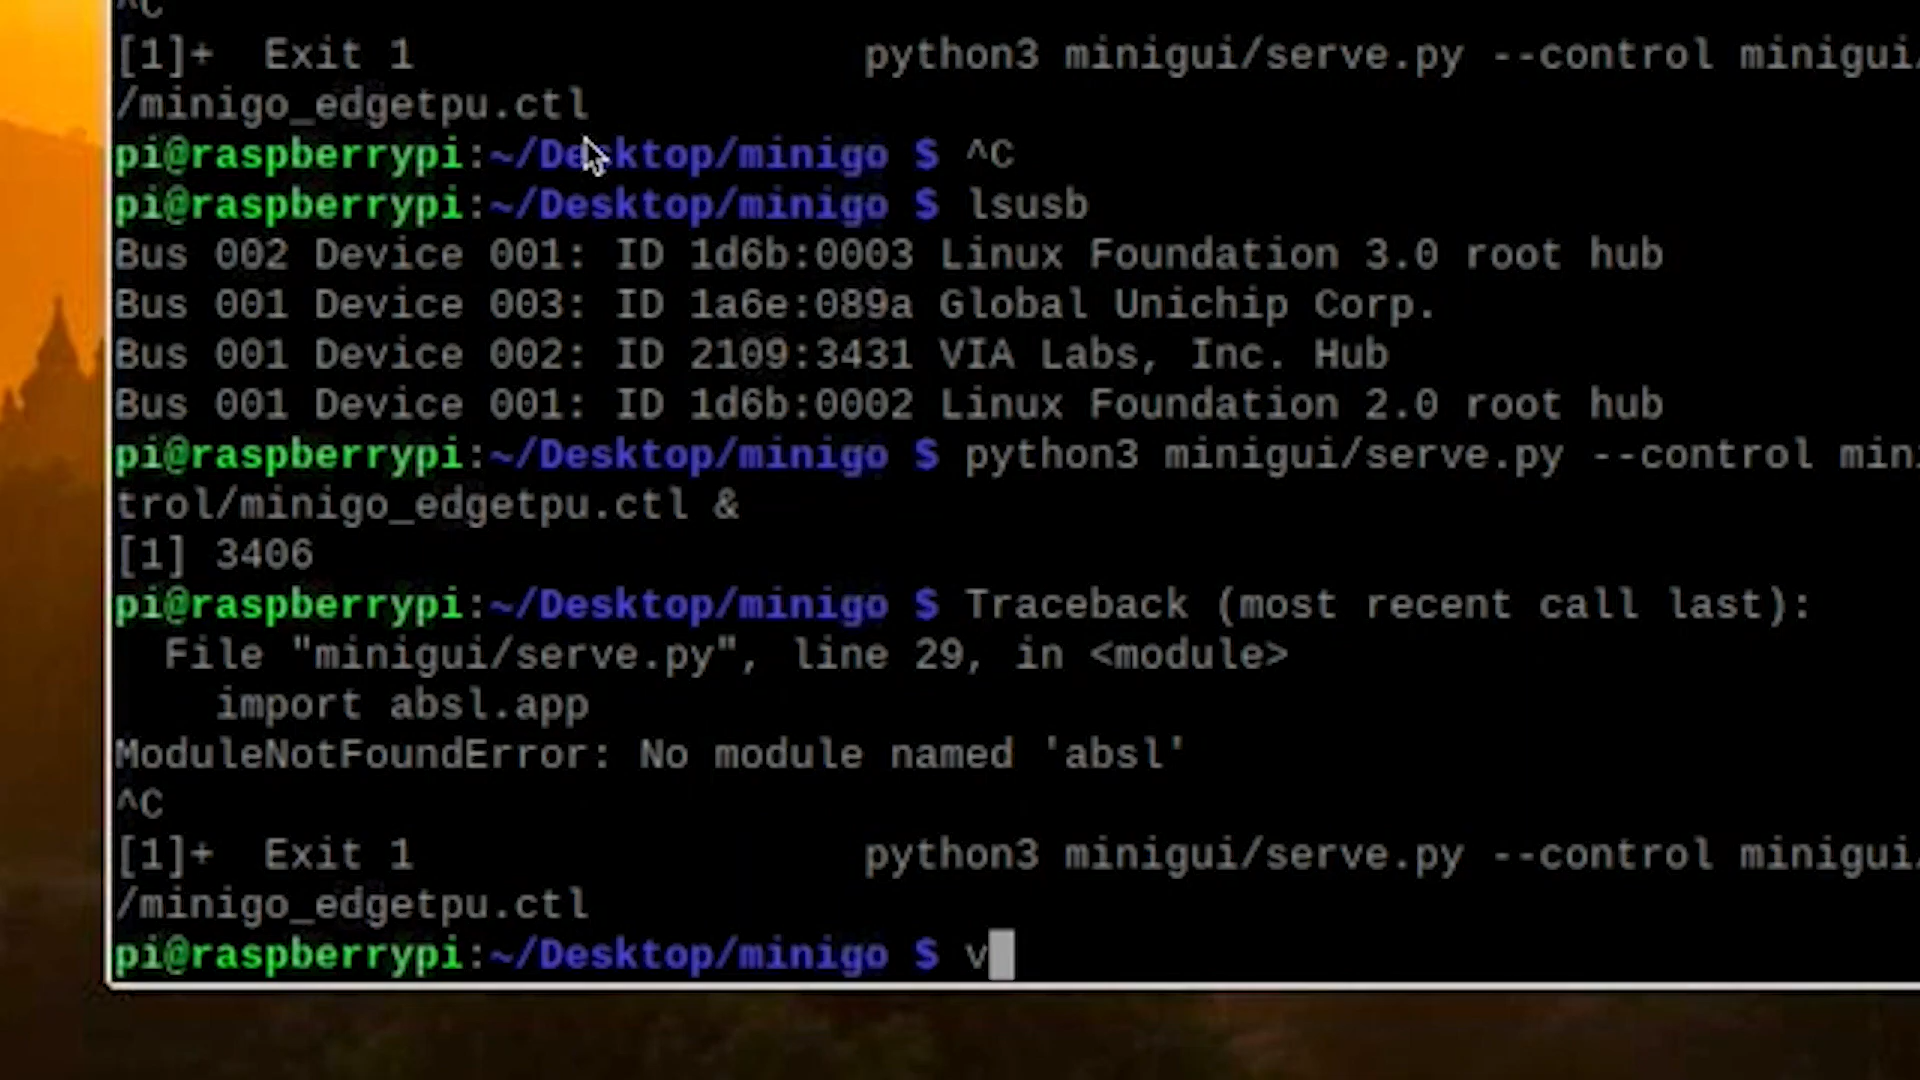 ^C
[1]+  Exit 1                  python3 minigui/serve.py --control minigui
/minigo_edgetpu.ctl
pi@raspberrypi:~/Desktop/minigo $ ^C
pi@raspberrypi:~/Desktop/minigo $ lsusb
Bus 002 Device 001: ID 1d6b:0003 Linux Foundation 3.0 root hub
Bus 001 Device 003: ID 1a6e:089a Global Unichip Corp.
Bus 001 Device 002: ID 2109:3431 VIA Labs, Inc. Hub
Bus 001 Device 001: ID 1d6b:0002 Linux Foundation 2.0 root hub
pi@raspberrypi:~/Desktop/minigo $ python3 minigui/serve.py --control mini
trol/minigo_edgetpu.ctl &
[1] 3406
pi@raspberrypi:~/Desktop/minigo $ Traceback (most recent call last):
  File "minigui/serve.py", line 29, in <module>
    import absl.app
ModuleNotFoundError: No module named 'absl'
^C
[1]+  Exit 1                  python3 minigui/serve.py --control minigui
/minigo_edgetpu.ctl
pi@raspberrypi:~/Desktop/minigo $ v